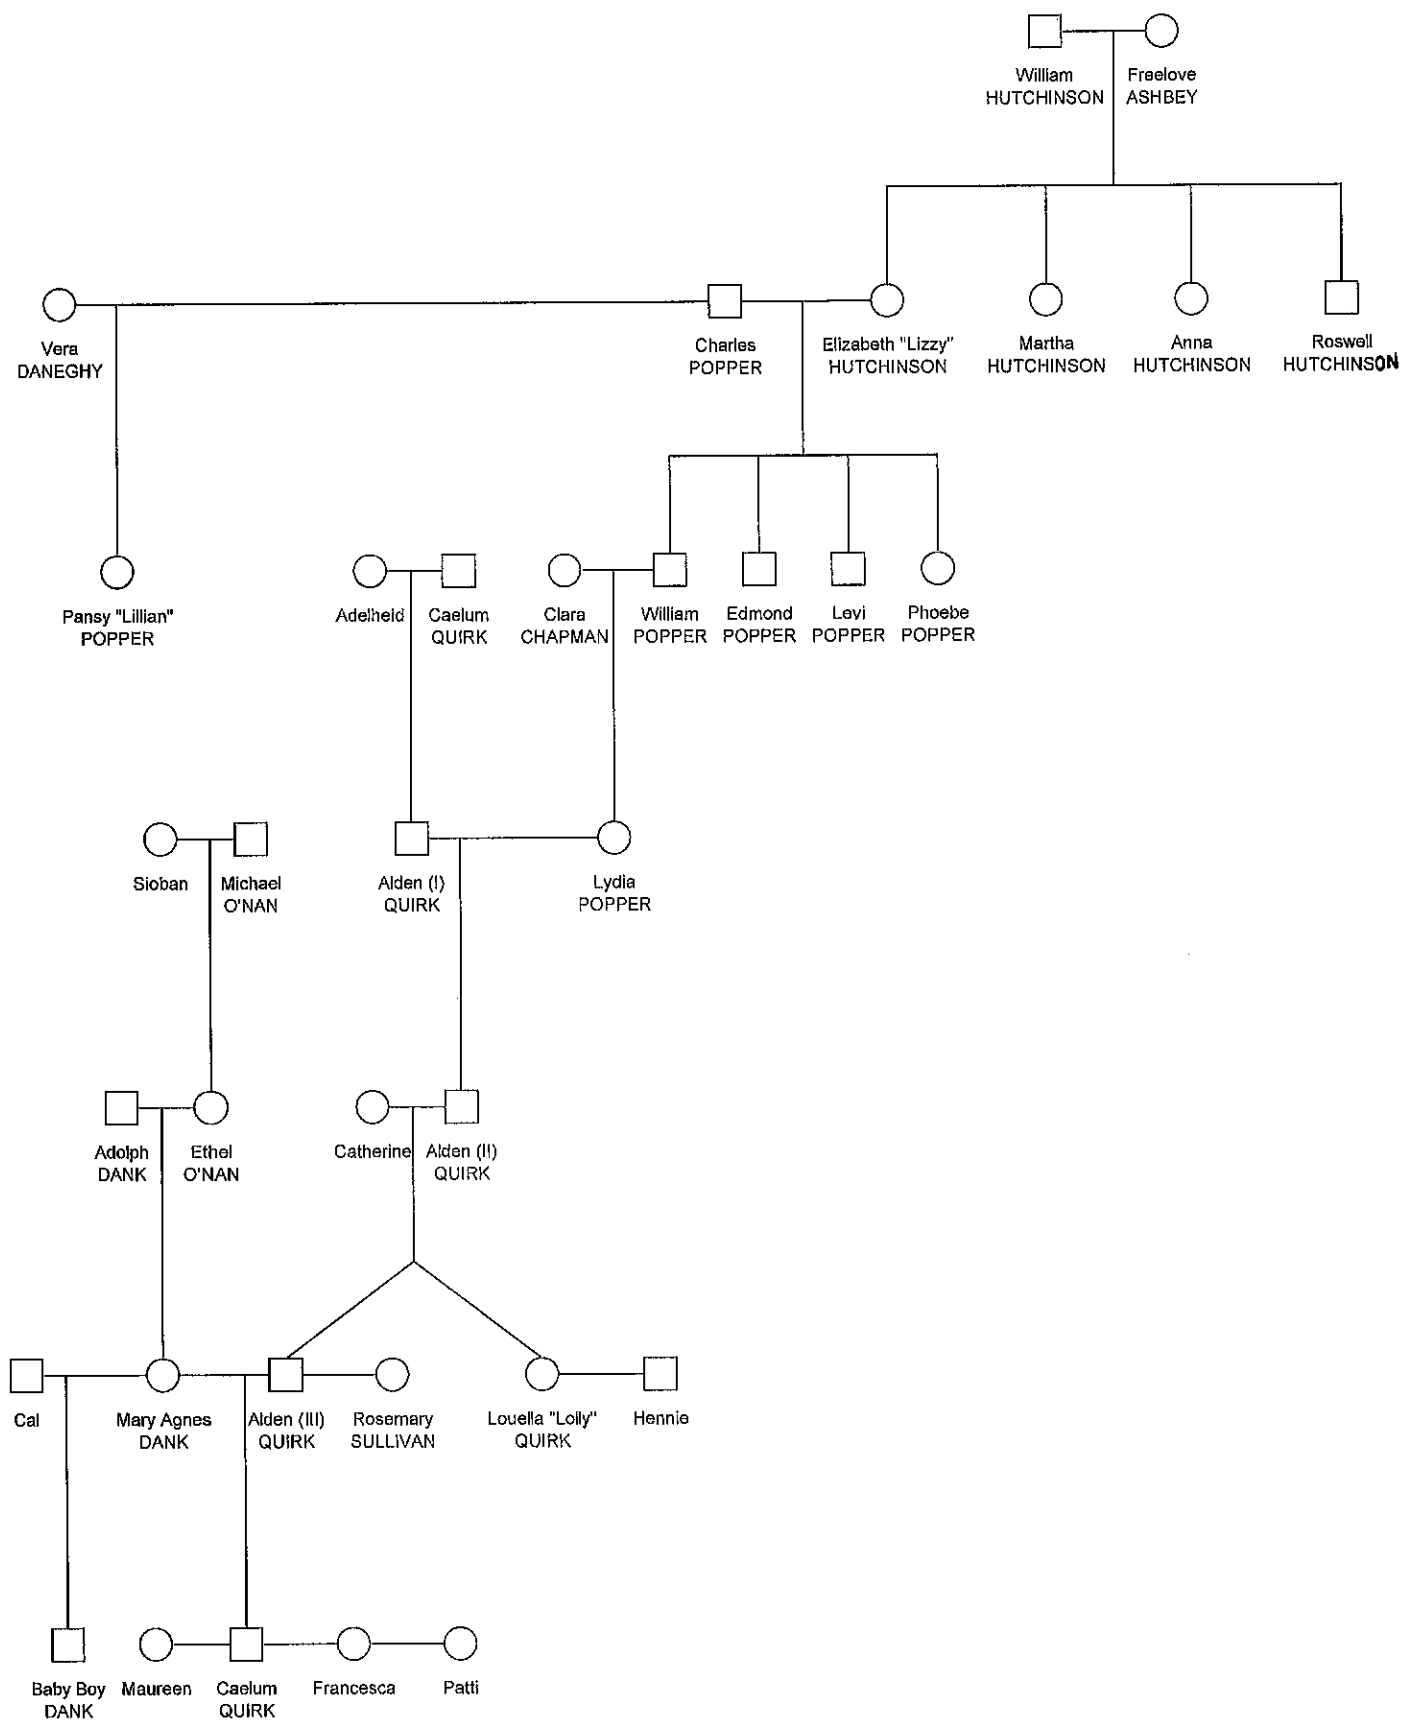 William
HUTCHINSON
Freelove
ASHBEY
Vera
DANEGHY
Charles
POPPER
Elizabeth "Lizzy"
HUTCHINSON
Martha
HUTCHINSON
Anna
HUTCHINSON
Roswell
HUTCHINSON
Pansy "Lillian"
POPPER
Adelheid
Caelum
QUIRK
Clara
CHAPMAN
William
POPPER
Edmond
POPPER
Levi
POPPER
Phoebe
POPPER
Sioban
Michael
O'NAN
Alden (I)
QUIRK
Lydia
POPPER
Adolph
DANK
Ethel
O'NAN
Catherine
Alden (II)
QUIRK
Cal
Mary Agnes
DANK
Alden (III)
QUIRK
Rosemary
SULLIVAN
Louella "Lolly"
QUIRK
Hennie
Baby Boy
DANK
Maureen
Caelum
QUIRK
Francesca
Patti